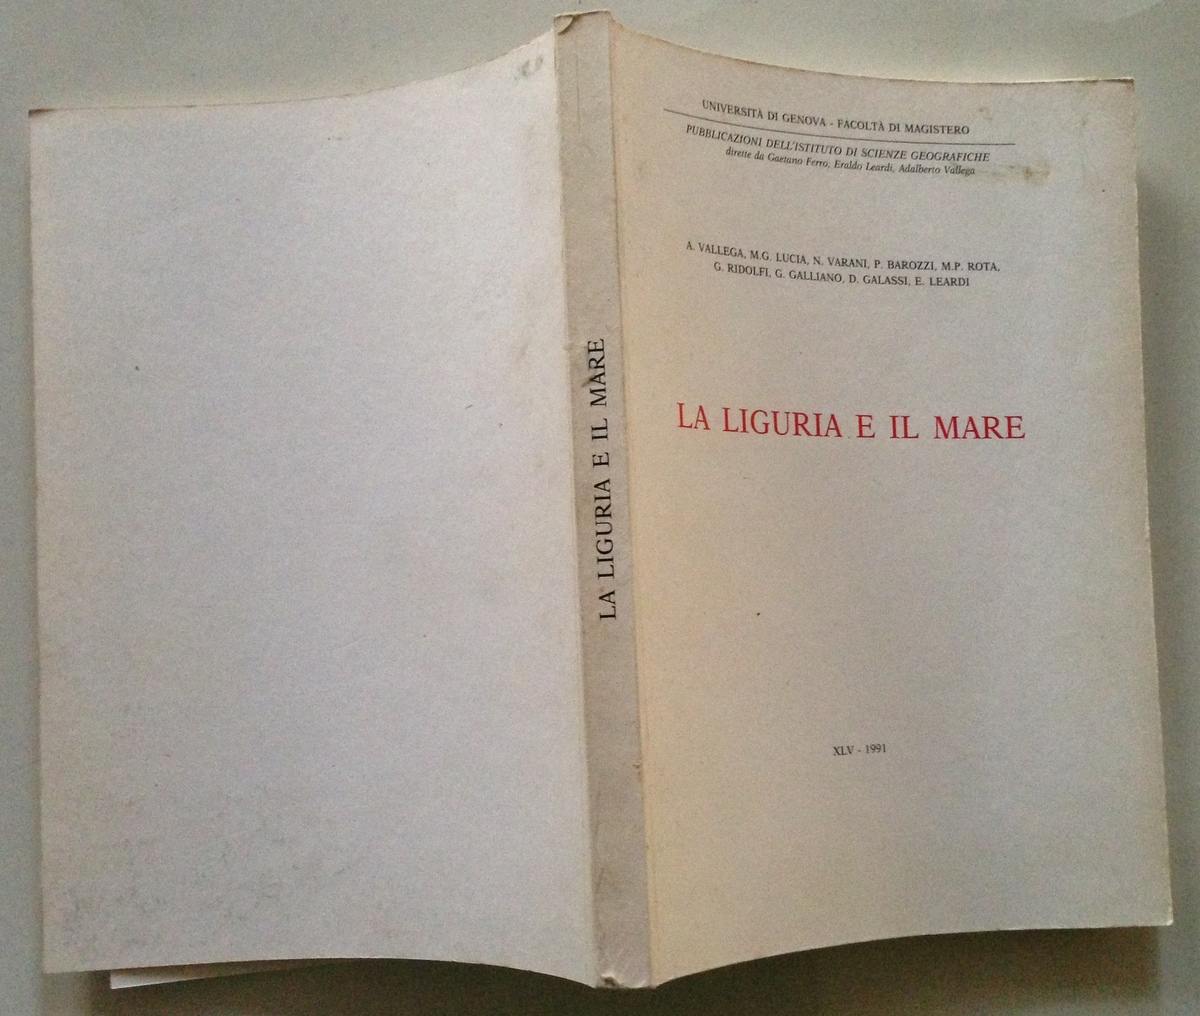 UNIVERSITÀ DI GENOVA - FACOLTÀ DI MAGISTERO
PUBBLICAZIONI DELL'ISTITUTO DI SCIENZE GEOGRAFICHE
dirette da Gaetano Ferro, Eraldo Leardi, Adalberto Vallega
A. VALLEGA, M.G. LUCIA, N. VARANI, P. BAROZZI, M.P. ROTA,
G. RIDOLFI, G. GALLIANO, D. GALASSI, E. LEARDI
LA LIGURIA E IL MARE
XLV - 1991
LA LIGURIA E IL MARE